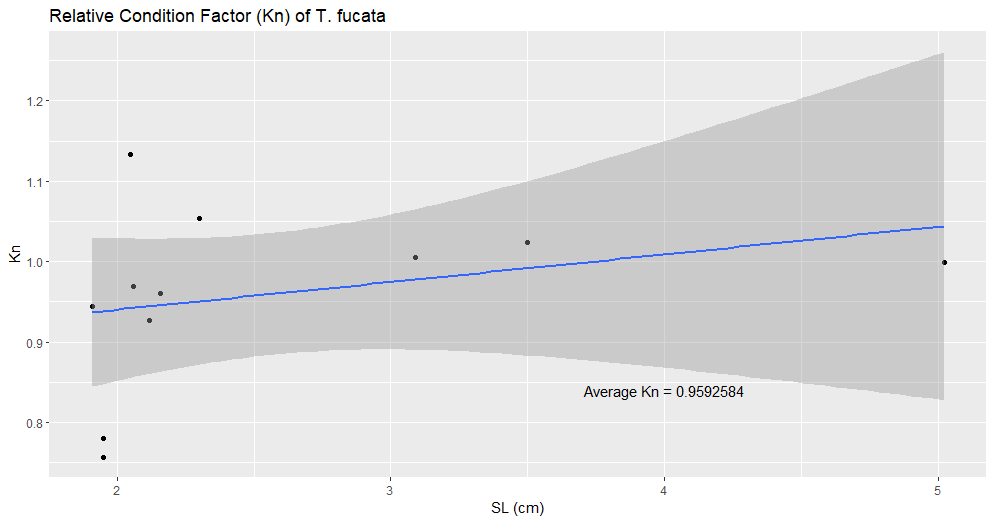 Relative Condition Factor (Kn) of T. fucata
Kn
1.2
1.1
1.0
0.9
0.8
Average Kn = 0.9592584
2 3 4 5
SL (cm)